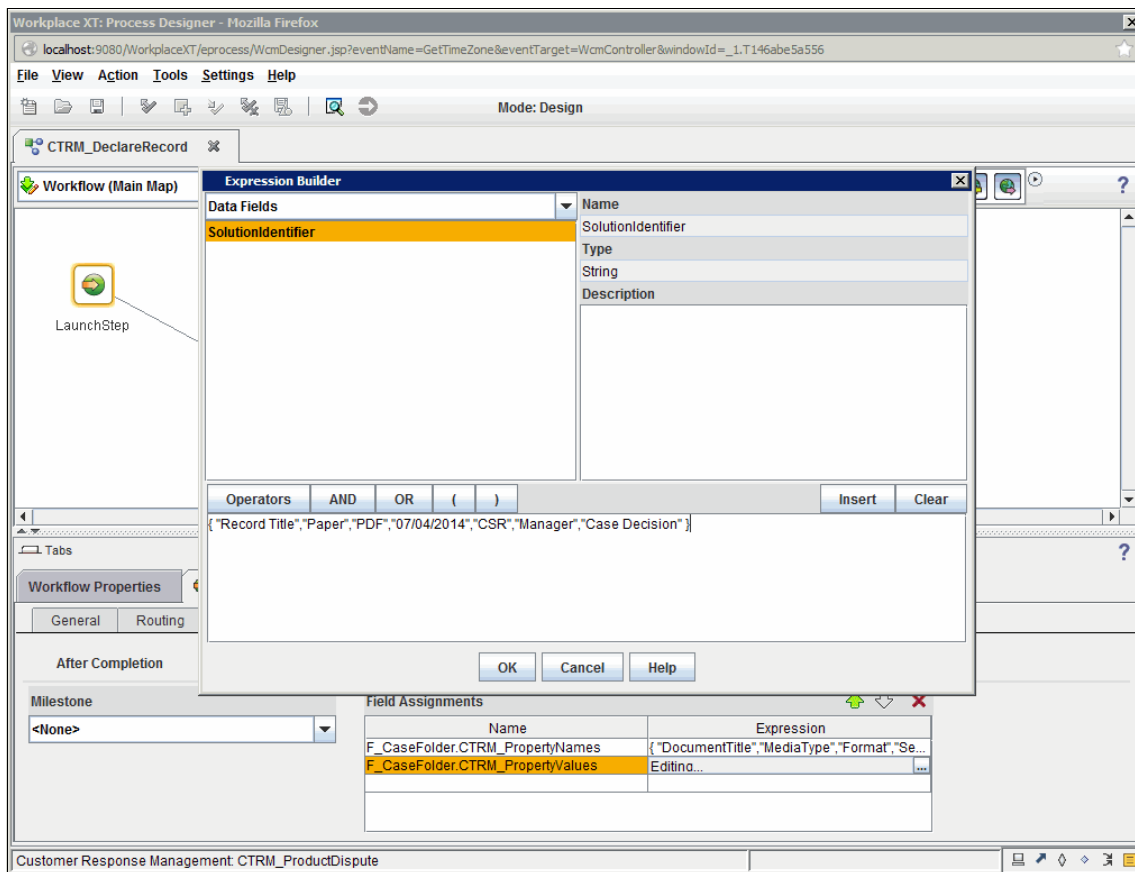 Workplace XT: Process Designer - Mozilla Firefox
localhost:9080/WorkplaceXT/eprocess/WcmDesigner.jsp?eventName=GetTimeZone&eventTarget=WcmController&windowId=_1.T146abe5a556
File View Action Tools Settings Help
Mode: Design
CTRM_DeclareRecord
Workflow (Main Map)
?
LaunchStep
Expression Builder
Data Fields
SolutionIdentifier
Name
SolutionIdentifier
Type
String
Description
Operators AND OR ( ) Insert Clear
{ "Record Title","Paper","PDF","07/04/2014","CSR","Manager","Case Decision" }
OK Cancel Help
Tabs
?
Workflow Properties
General Routing
After Completion
Milestone
<None>
Field Assignments
Name Expression
F_CaseFolder.CTRM_PropertyNames { "DocumentTitle","MediaType","Format","Se...
F_CaseFolder.CTRM_PropertyValues Editing... ...
Customer Response Management: CTRM_ProductDispute